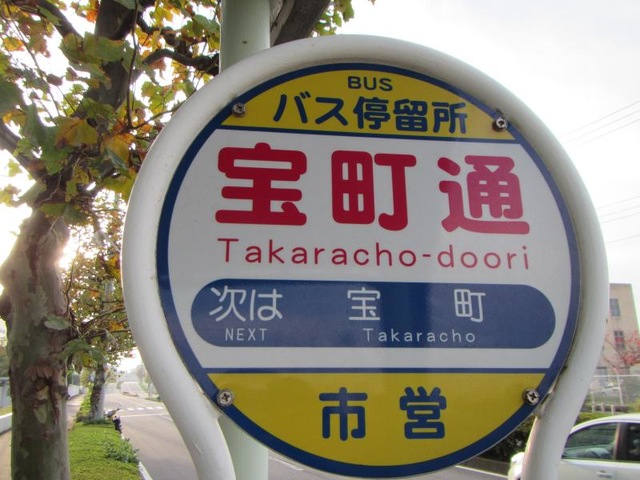 BUS
バス停留所
宝町通
Takaracho-doori
次は 宝町
NEXT Takaracho
市営